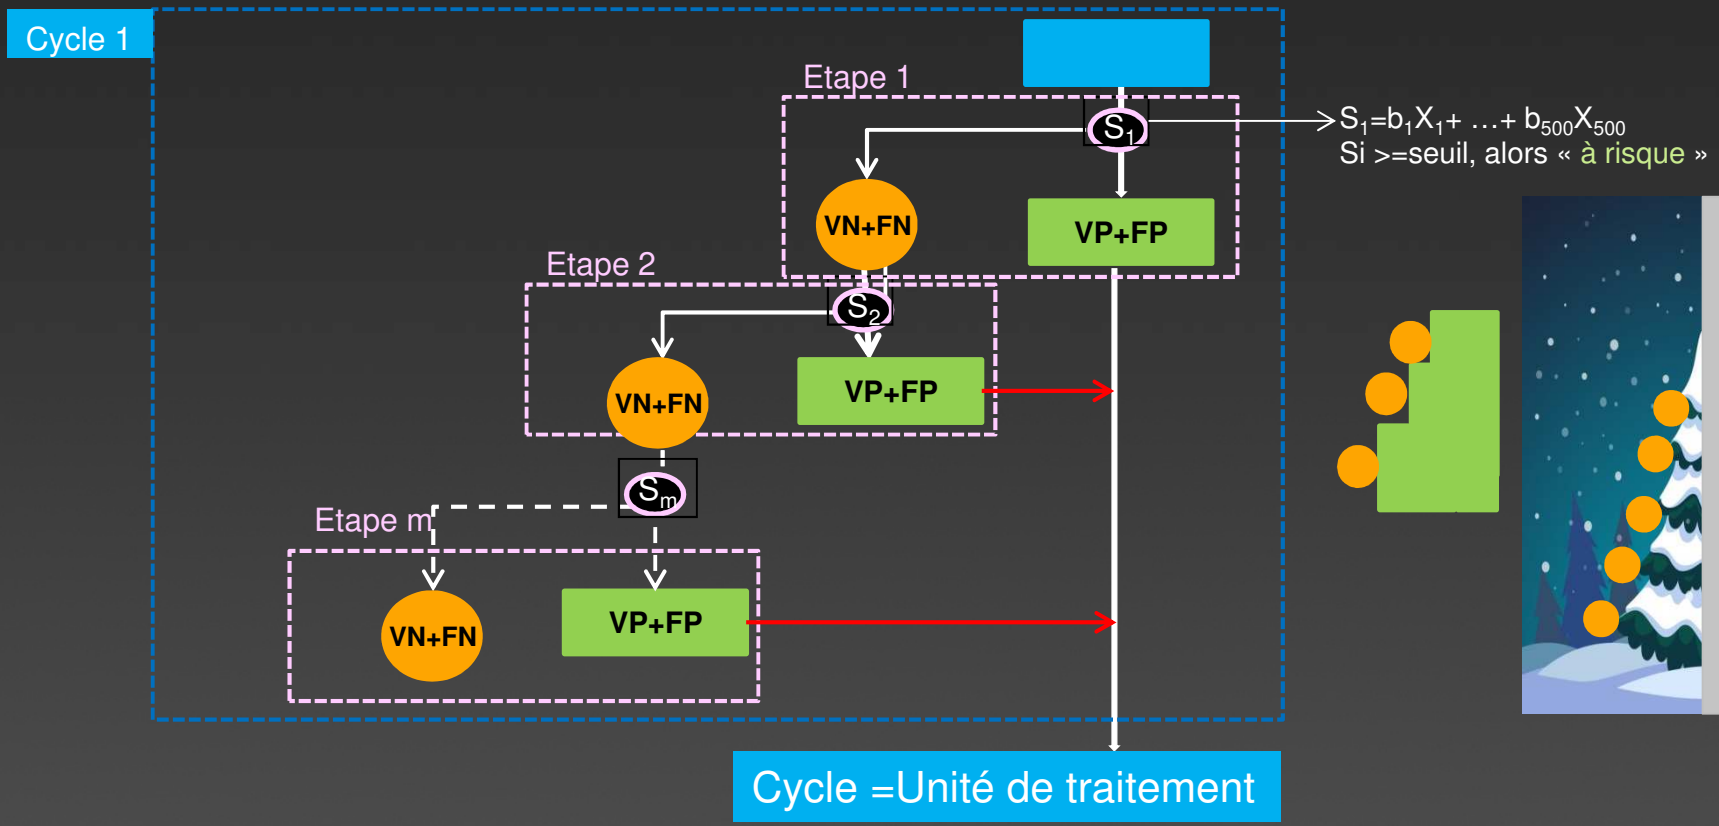 Cycle 1
Etape 1
S₁
S₁=b₁X₁+ …+ b₅₀₀X₅₀₀
Si >=seuil, alors « à risque »
VN+FN
VP+FP
Etape 2
S₂
VN+FN
VP+FP
Sₘ
Etape m
VN+FN
VP+FP
Cycle =Unité de traitement